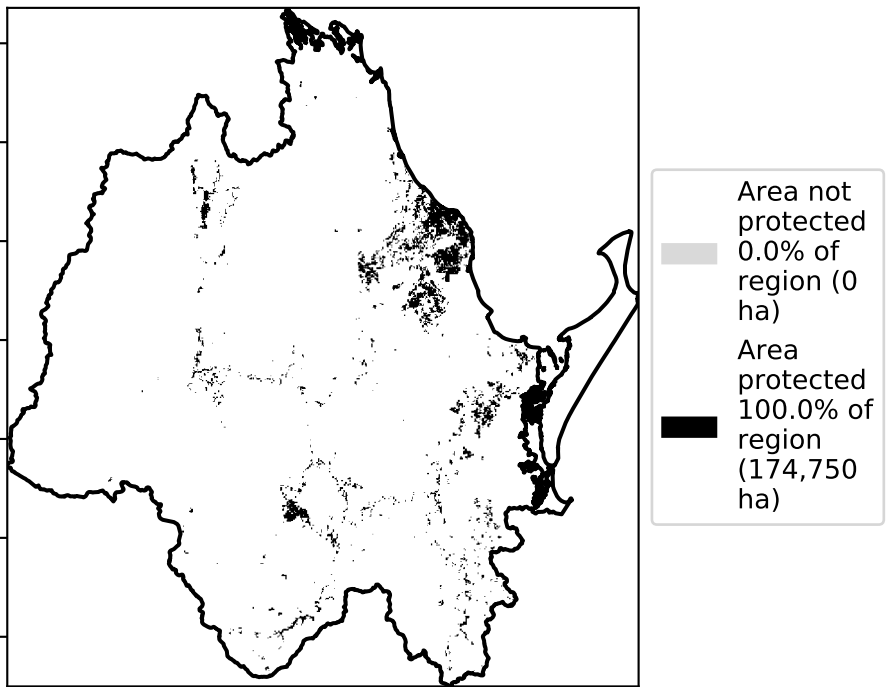 Area not
protected
0.0% of
region (0
ha)
Area
protected
100.0% of
region
(174,750
ha)